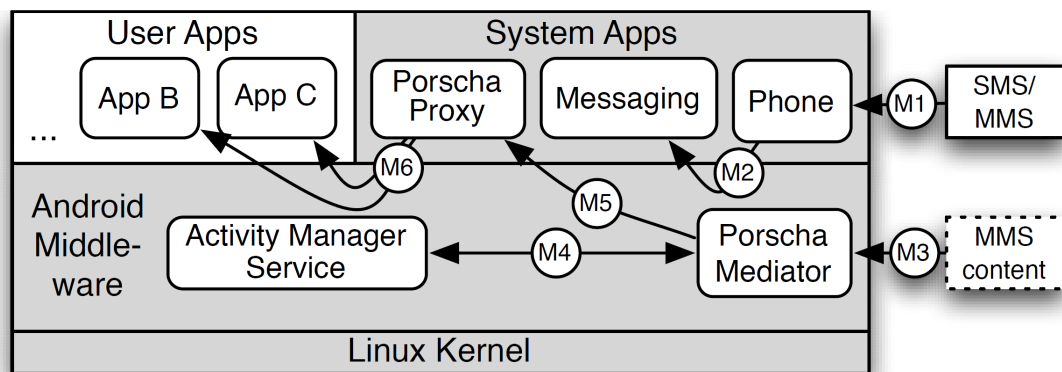 User Apps
System Apps
App B
App C
Porscha
Proxy
Messaging
Phone
M1
SMS/
MMS
...
M6
M2
M5
Android
Middle-
ware
Activity Manager
Service
M4
Porscha
Mediator
M3
MMS
content
Linux Kernel